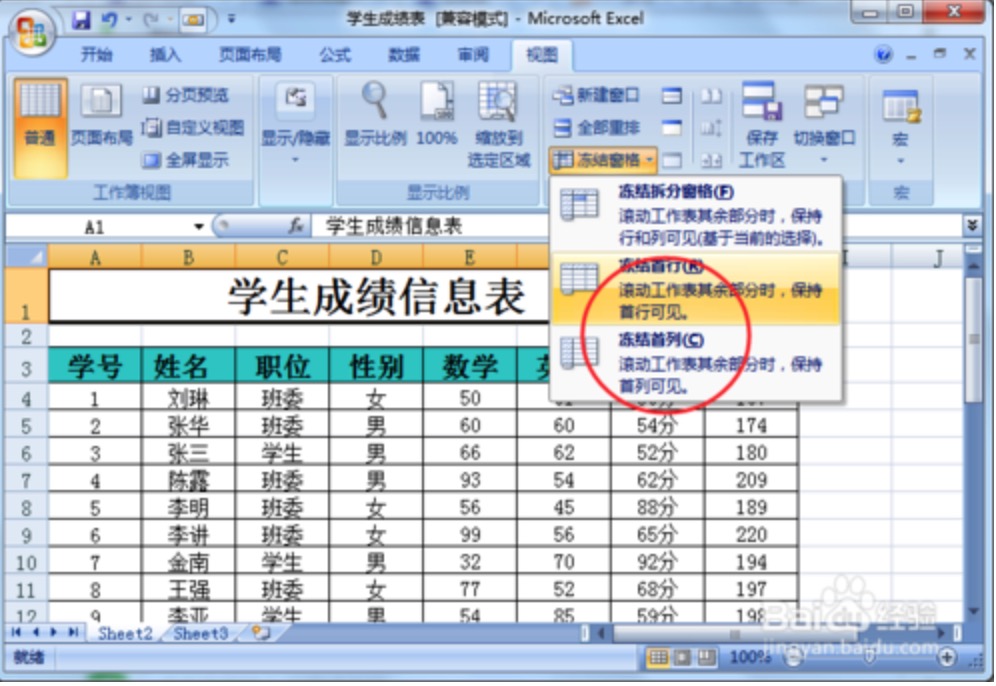 学生成绩表 [兼容模式] - Microsoft Excel
开始 插入 页面布局 公式 数据 审阅 视图
普通
页面布局
分页预览
自定义视图
全屏显示
工作簿视图
显示/隐藏
显示比例
100%
缩放到
选定区域
显示比例
新建窗口
全部重排
冻结窗格
保存
工作区
切换窗口
宏
宏
冻结拆分窗格(F)
滚动工作表其余部分时，保持
行和列可见(基于当前的选择)。
冻结首行(R)
滚动工作表其余部分时，保持
首行可见。
冻结首列(C)
滚动工作表其余部分时，保持
首列可见。
A1 fx 学生成绩信息表
A B C D E I J
1 学生成绩信息表
2
3 学号 姓名 职位 性别 数学
4 1 刘琳 班委 女 50
5 2 张华 班委 男 60 60 54分 174
6 3 张三 学生 男 66 62 52分 180
7 4 陈露 班委 男 93 54 62分 209
8 5 李明 班委 女 56 45 88分 189
9 6 李讲 班委 女 99 56 65分 220
10 7 金南 学生 男 32 70 92分 194
11 8 王强 班委 女 77 52 68分 197
12 9 李亚 学生 男 54 85 59分 198
Sheet2 Sheet3
就绪 100%
Baidu 经验
jingyan.baidu.com